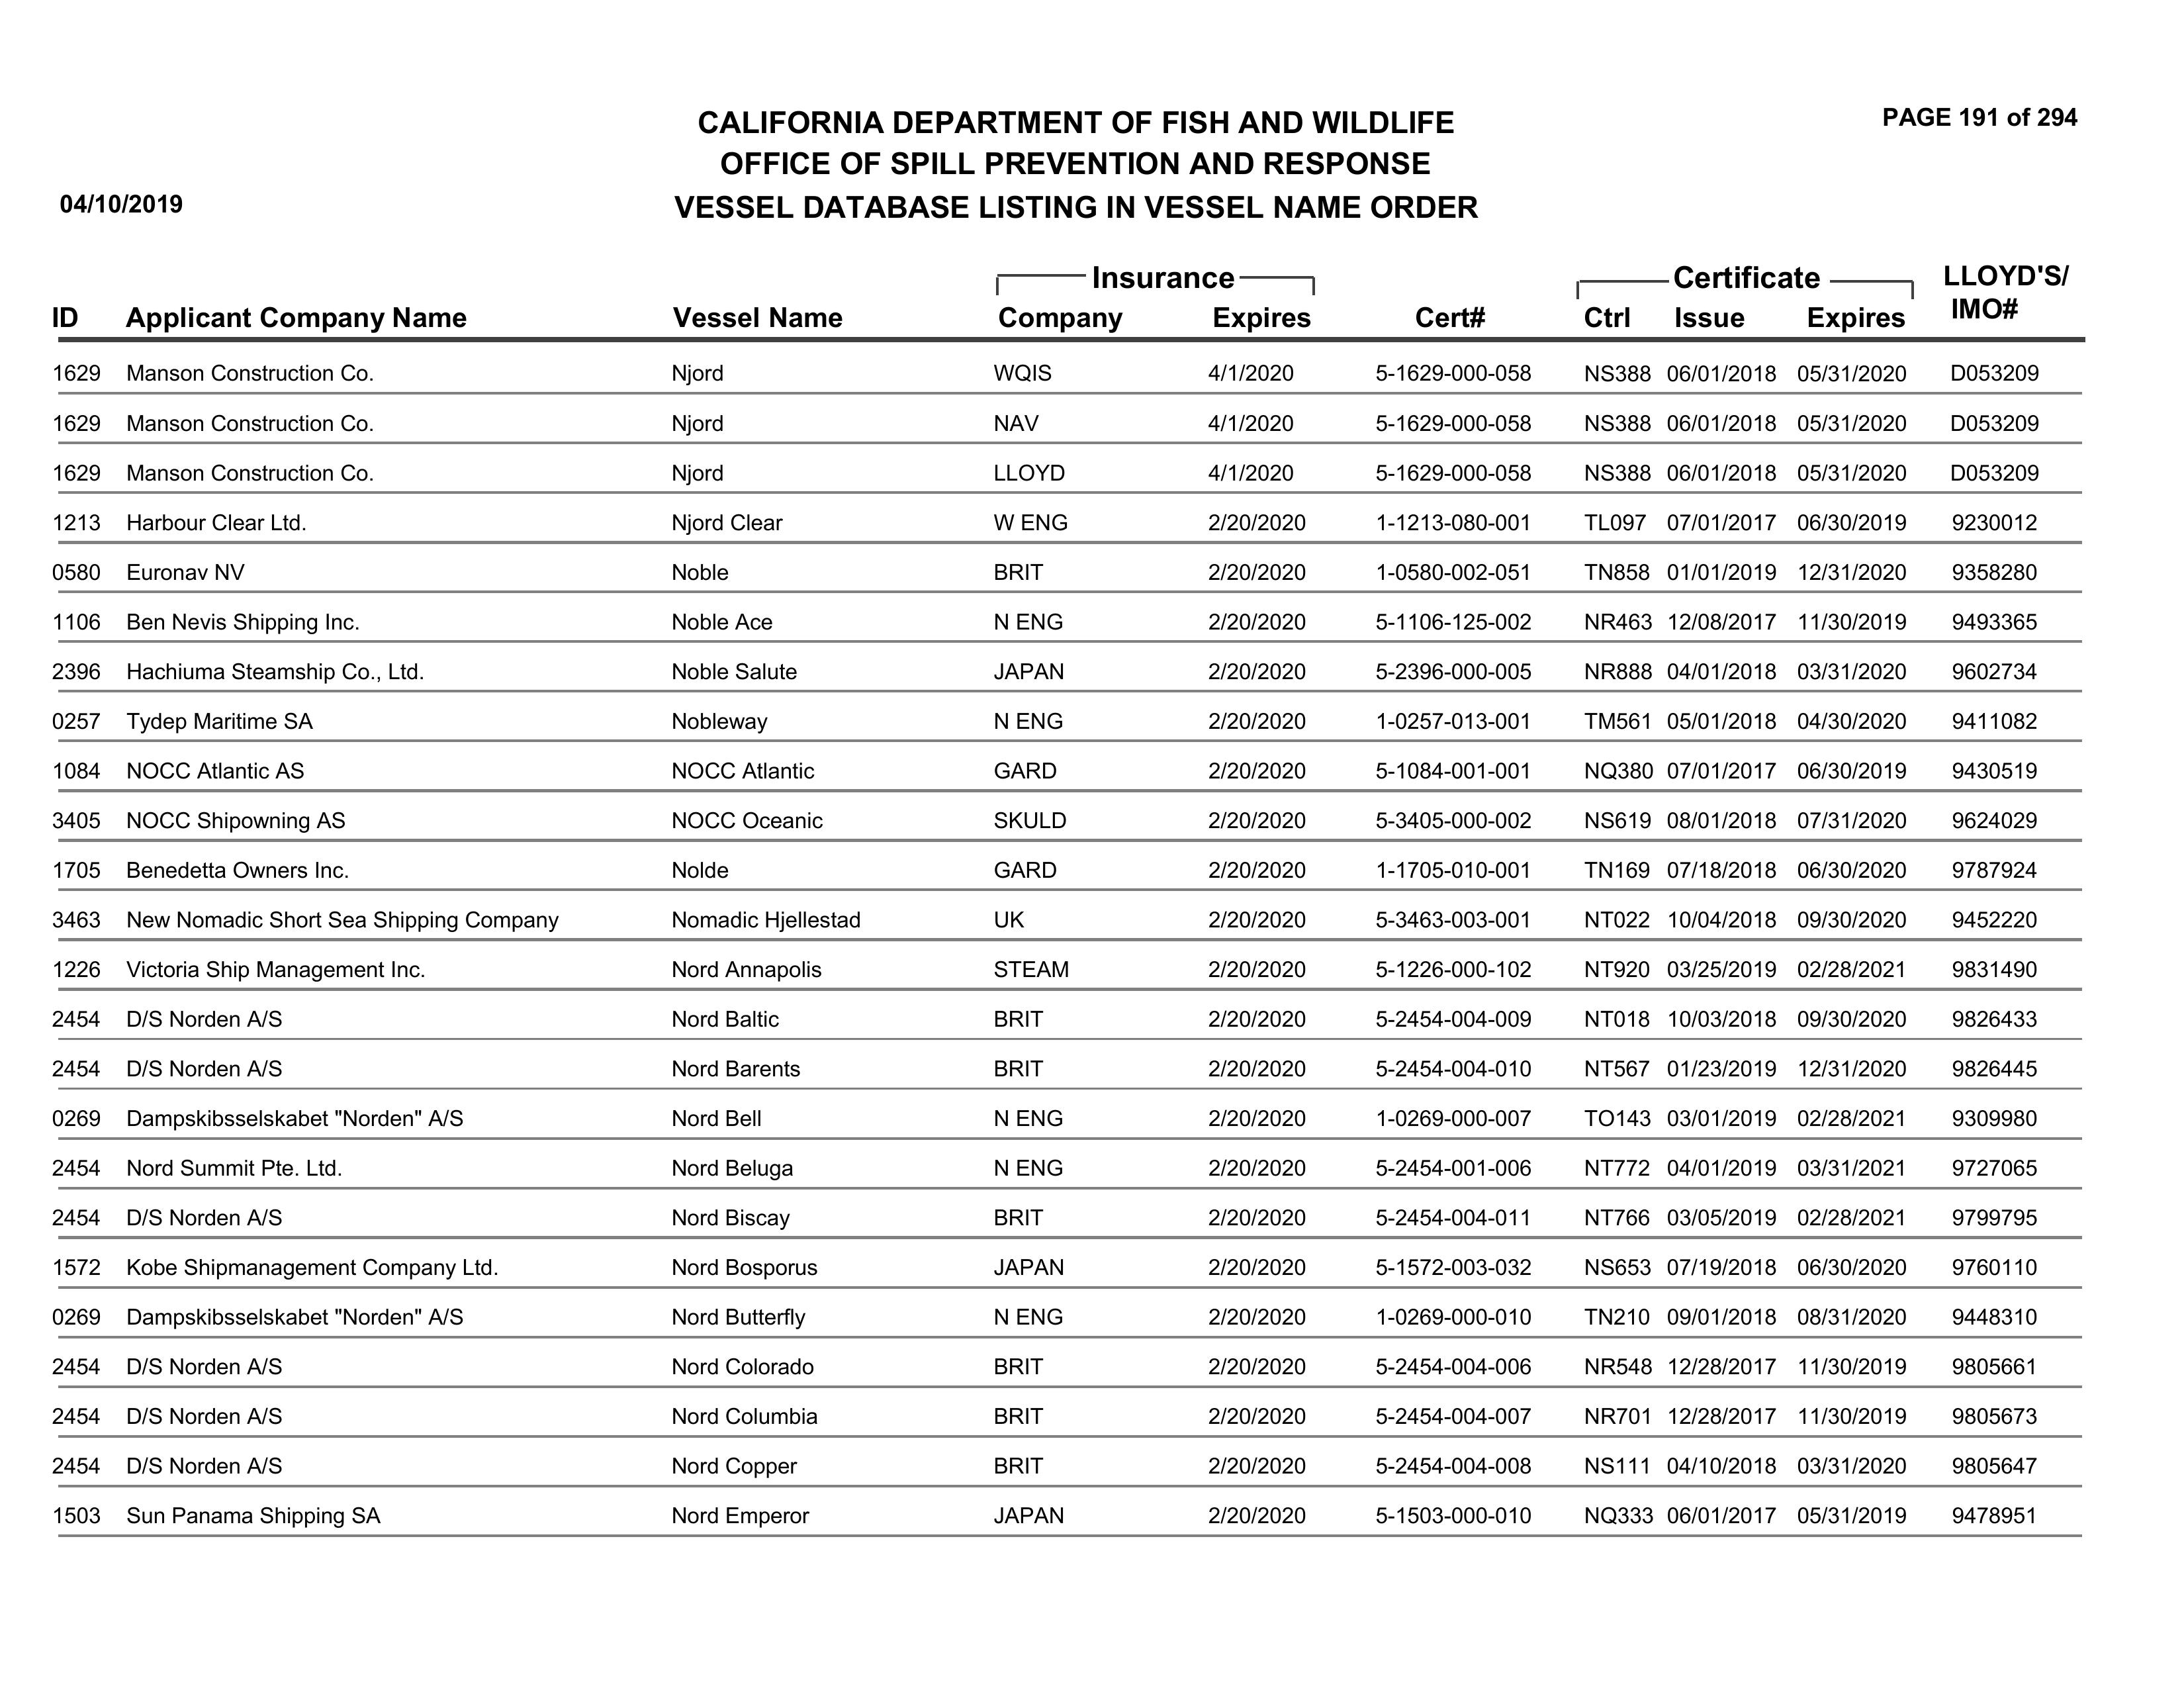 PAGE 191 of 294
CALIFORNIA DEPARTMENT OF FISH AND WILDLIFE
OFFICE OF SPILL PREVENTION AND RESPONSE
04/10/2019 VESSEL DATABASE LISTING IN VESSEL NAME ORDER
Insurance Certificate LLOYD'S/
ID Applicant Company Name Vessel Name Company Expires Cert# Ctrl Issue Expires IMO#
1629 Manson Construction Co. Njord WQIS 4/1/2020 5-1629-000-058 NS388 06/01/2018 05/31/2020 D053209
1629 Manson Construction Co. Njord NAV 4/1/2020 5-1629-000-058 NS388 06/01/2018 05/31/2020 D053209
1629 Manson Construction Co. Njord LLOYD 4/1/2020 5-1629-000-058 NS388 06/01/2018 05/31/2020 D053209
1213 Harbour Clear Ltd. Njord Clear W ENG 2/20/2020 1-1213-080-001 TL097 07/01/2017 06/30/2019 9230012
0580 Euronav NV Noble BRIT 2/20/2020 1-0580-002-051 TN858 01/01/2019 12/31/2020 9358280
1106 Ben Nevis Shipping Inc. Noble Ace N ENG 2/20/2020 5-1106-125-002 NR463 12/08/2017 11/30/2019 9493365
2396 Hachiuma Steamship Co., Ltd. Noble Salute JAPAN 2/20/2020 5-2396-000-005 NR888 04/01/2018 03/31/2020 9602734
0257 Tydep Maritime SA Nobleway N ENG 2/20/2020 1-0257-013-001 TM561 05/01/2018 04/30/2020 9411082
1084 NOCC Atlantic AS NOCC Atlantic GARD 2/20/2020 5-1084-001-001 NQ380 07/01/2017 06/30/2019 9430519
3405 NOCC Shipowning AS NOCC Oceanic SKULD 2/20/2020 5-3405-000-002 NS619 08/01/2018 07/31/2020 9624029
1705 Benedetta Owners Inc. Nolde GARD 2/20/2020 1-1705-010-001 TN169 07/18/2018 06/30/2020 9787924
3463 New Nomadic Short Sea Shipping Company Nomadic Hjellestad UK 2/20/2020 5-3463-003-001 NT022 10/04/2018 09/30/2020 9452220
1226 Victoria Ship Management Inc. Nord Annapolis STEAM 2/20/2020 5-1226-000-102 NT920 03/25/2019 02/28/2021 9831490
2454 D/S Norden A/S Nord Baltic BRIT 2/20/2020 5-2454-004-009 NT018 10/03/2018 09/30/2020 9826433
2454 D/S Norden A/S Nord Barents BRIT 2/20/2020 5-2454-004-010 NT567 01/23/2019 12/31/2020 9826445
0269 Dampskibsselskabet "Norden" A/S Nord Bell N ENG 2/20/2020 1-0269-000-007 TO143 03/01/2019 02/28/2021 9309980
2454 Nord Summit Pte. Ltd. Nord Beluga N ENG 2/20/2020 5-2454-001-006 NT772 04/01/2019 03/31/2021 9727065
2454 D/S Norden A/S Nord Biscay BRIT 2/20/2020 5-2454-004-011 NT766 03/05/2019 02/28/2021 9799795
1572 Kobe Shipmanagement Company Ltd. Nord Bosporus JAPAN 2/20/2020 5-1572-003-032 NS653 07/19/2018 06/30/2020 9760110
0269 Dampskibsselskabet "Norden" A/S Nord Butterfly N ENG 2/20/2020 1-0269-000-010 TN210 09/01/2018 08/31/2020 9448310
2454 D/S Norden A/S Nord Colorado BRIT 2/20/2020 5-2454-004-006 NR548 12/28/2017 11/30/2019 9805661
2454 D/S Norden A/S Nord Columbia BRIT 2/20/2020 5-2454-004-007 NR701 12/28/2017 11/30/2019 9805673
2454 D/S Norden A/S Nord Copper BRIT 2/20/2020 5-2454-004-008 NS111 04/10/2018 03/31/2020 9805647
1503 Sun Panama Shipping SA Nord Emperor JAPAN 2/20/2020 5-1503-000-010 NQ333 06/01/2017 05/31/2019 9478951